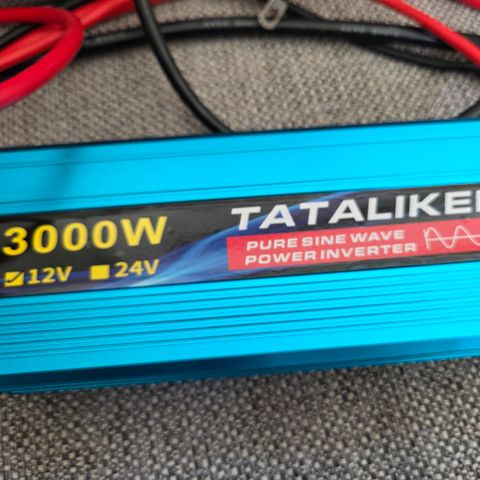 3000W
12V 24V
TATALIKE
PURE SINE WAVE
POWER INVERTER